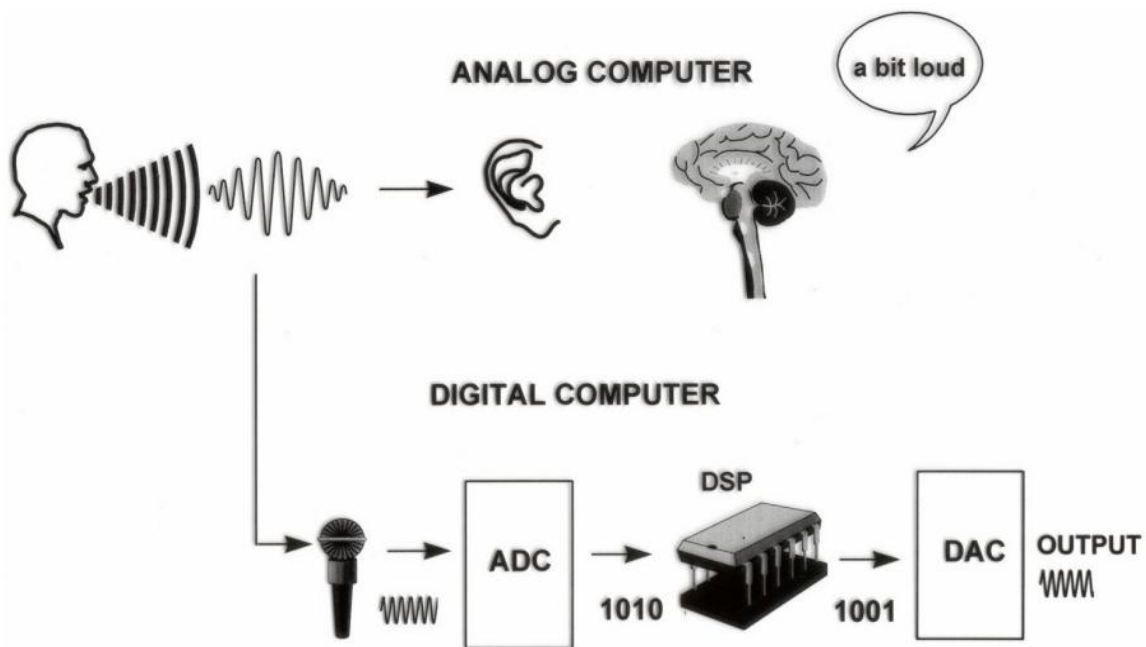 a bit loud
ANALOG COMPUTER
DIGITAL COMPUTER
DSP
ADC
DAC
OUTPUT
1010
1001